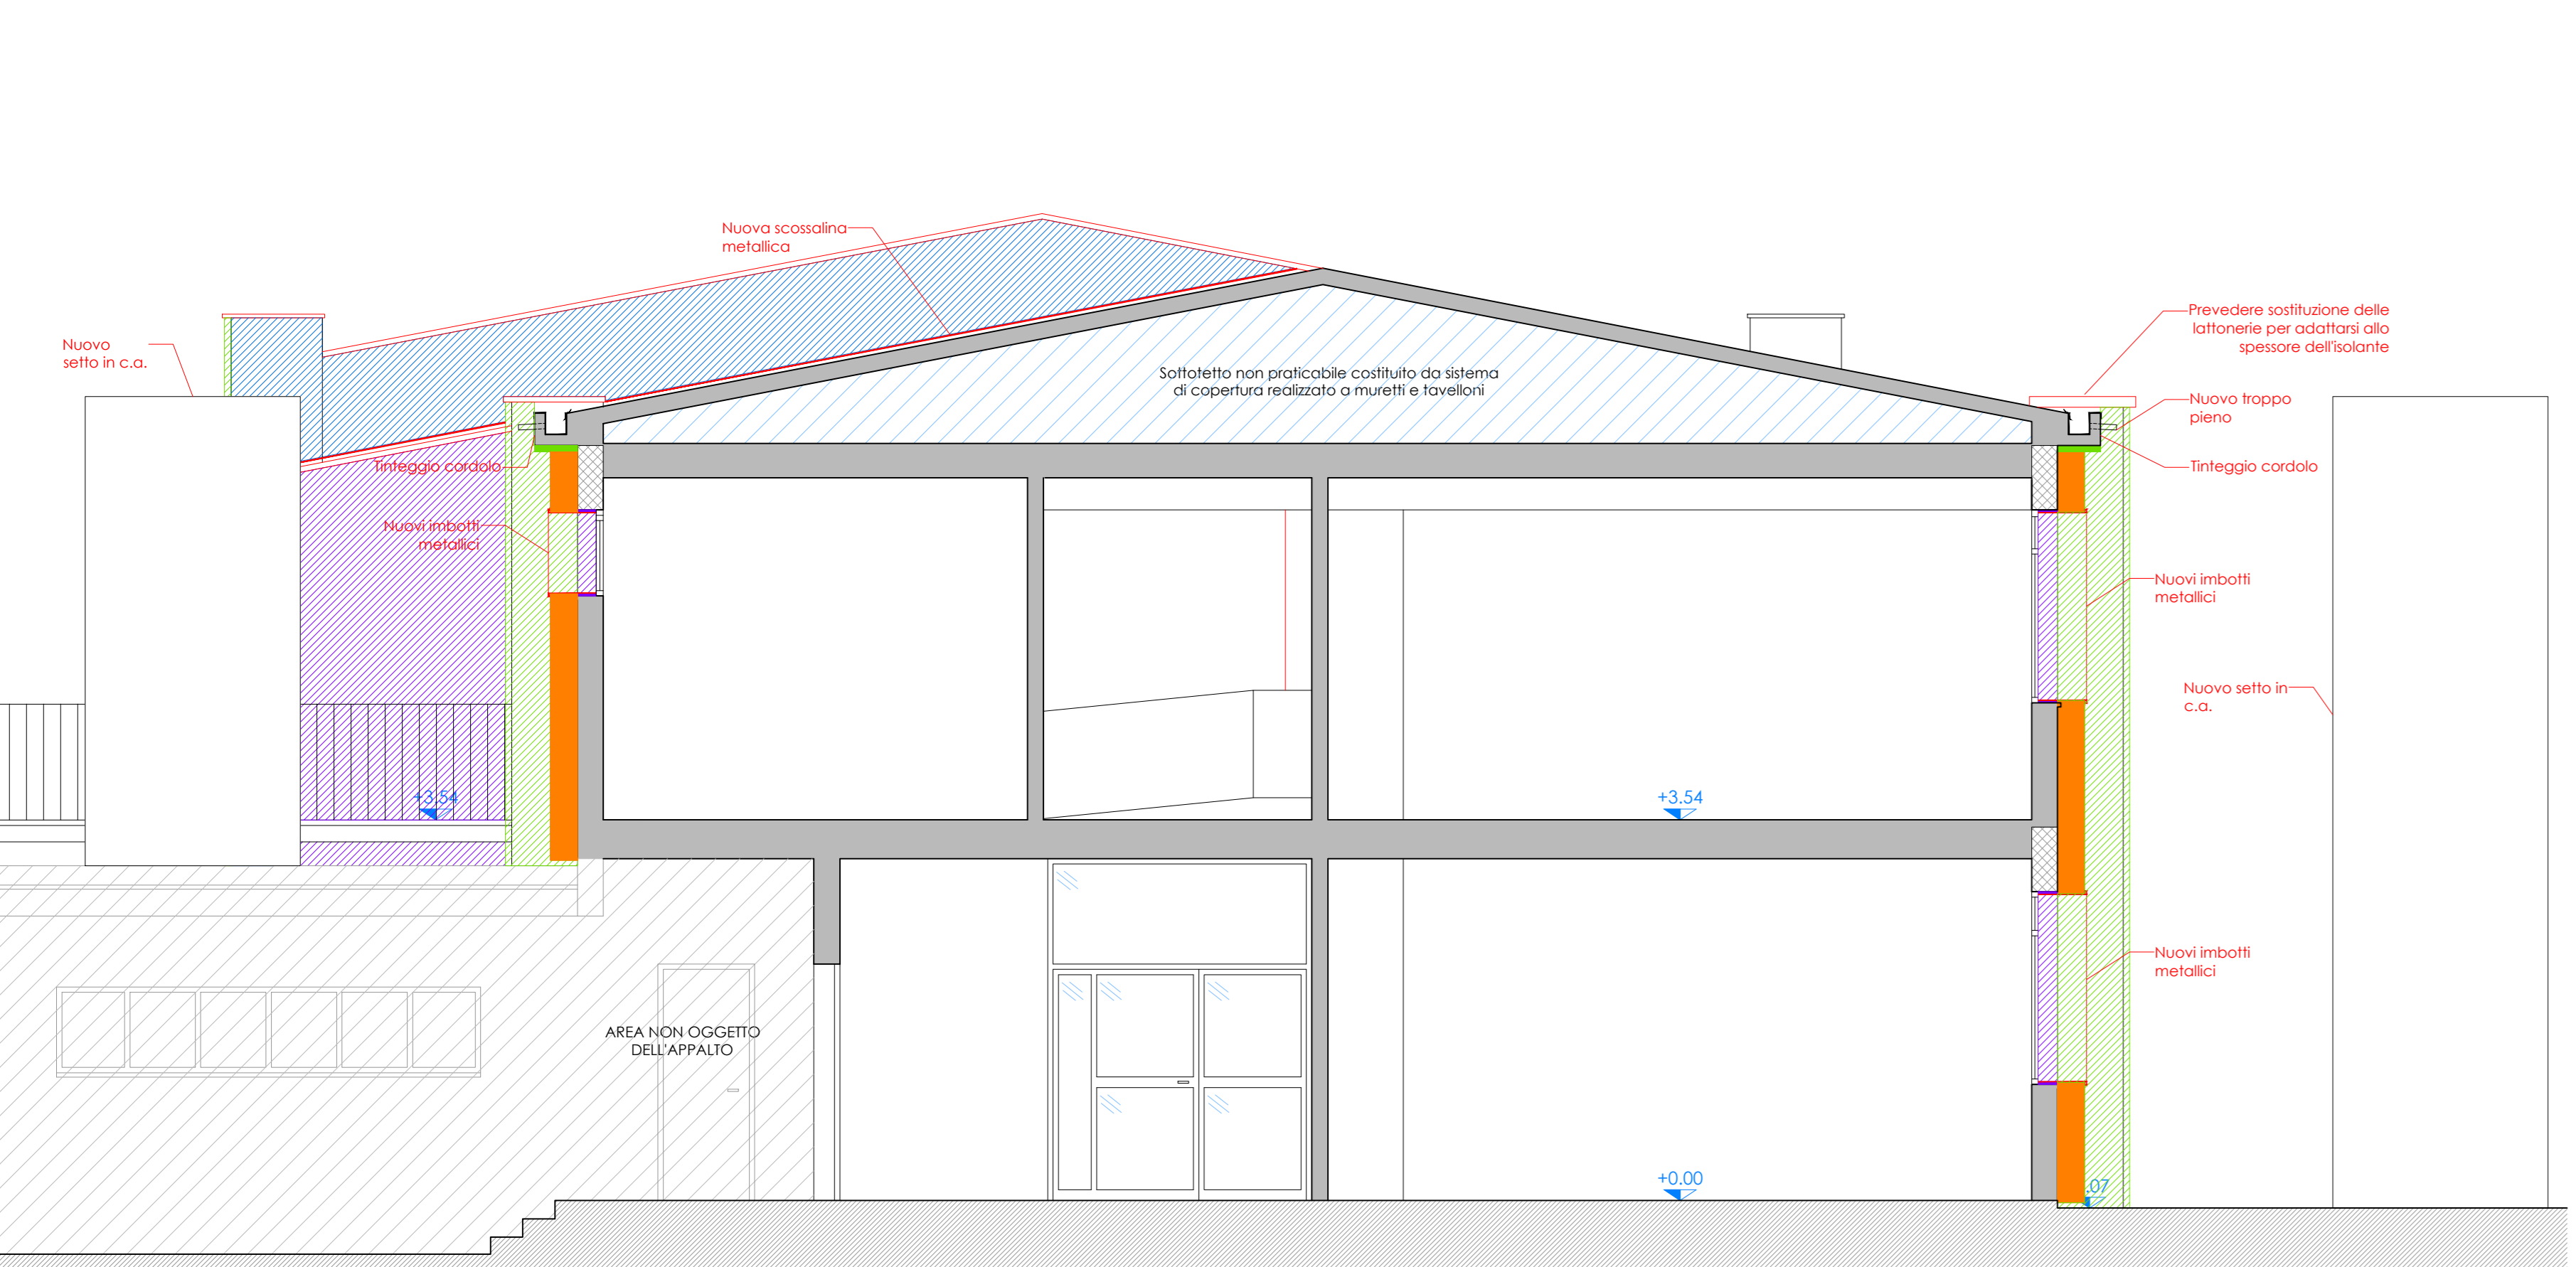 Nuova scossalina
metallica
Nuovo
setto in c.a.
Prevedere sostituzione delle
lattonerie per adattarsi allo
spessore dell'isolante
Sottotetto non praticabile costituito da sistema
di copertura realizzato a muretti e tavelloni
Nuovo troppo
pieno
Tinteggio cordolo
Tinteggio cordolo
Nuovi imbotti
metallici
Nuovi imbotti
metallici
Nuovo setto in
c.a.
+3.54
+3.54
Nuovi imbotti
metallici
AREA NON OGGETTO
DELL'APPALTO
+0.00
.07